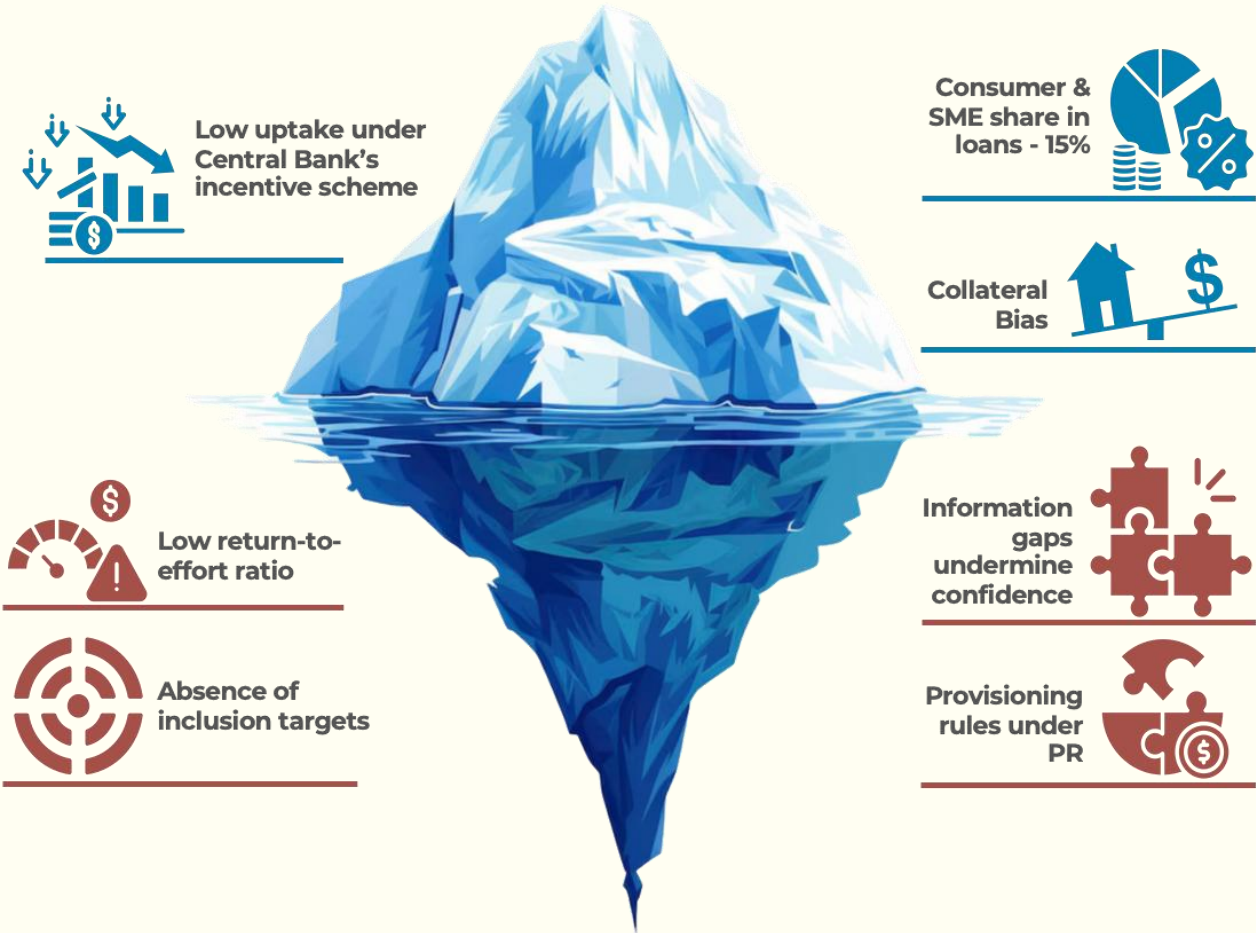 Low uptake under
Central Bank's
incentive scheme
Consumer &
SME share in
loans - 15%
Collateral
Bias
Low return-to-
effort ratio
Absence of
inclusion targets
Information
gaps
undermine
confidence
Provisioning
rules under
PR